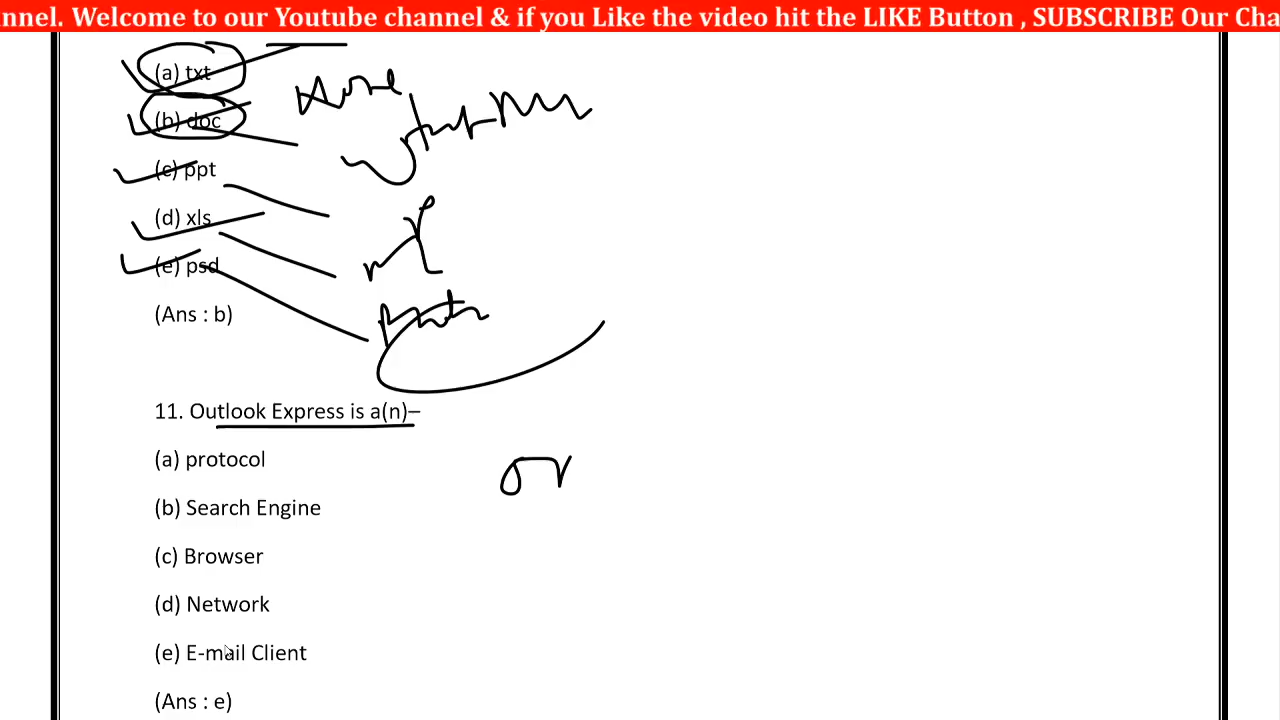 nnel. Welcome to our Youtube channel & if you Like the video hit the LIKE Button , SUBSCRIBE Our Cha
(a) txt
(b) doc
(c) ppt
(d) xls
(e) psd
(Ans : b)
11. Outlook Express is a(n)–
(a) protocol
(b) Search Engine
(c) Browser
(d) Network
(e) E-mail Client
(Ans : e)